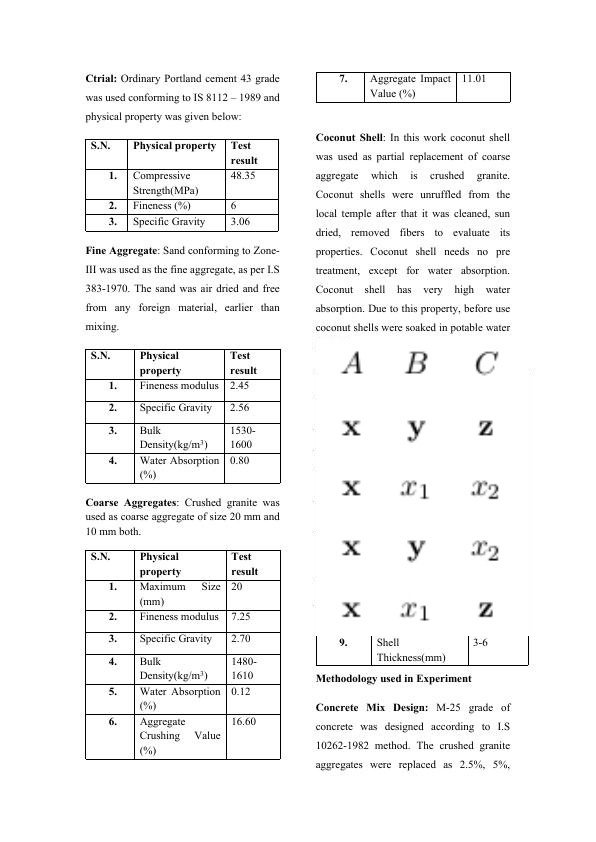 Ctrial: Ordinary Portland cement 43 grade
was used conforming to IS 8112 – 1989 and
physical property was given below:
S.N. Physical property Test
result
1. Compressive 48.35
Strength(MPa)
2. Fineness (%) 6
3. Specific Gravity 3.06
Fine Aggregate: Sand conforming to Zone-
III was used as the fine aggregate, as per I.S
383-1970. The sand was air dried and free
from any foreign material, earlier than
mixing.
S.N. Physical Test
property result
1. Fineness modulus 2.45
2. Specific Gravity 2.56
3. Bulk 1530-
Density(kg/m³) 1600
4. Water Absorption 0.80
(%)
Coarse Aggregates: Crushed granite was
used as coarse aggregate of size 20 mm and
10 mm both.
S.N. Physical Test
property result
1. Maximum Size 20
(mm)
2. Fineness modulus 7.25
3. Specific Gravity 2.70
4. Bulk 1480-
Density(kg/m³) 1610
5. Water Absorption 0.12
(%)
6. Aggregate 16.60
Crushing Value
(%)
7. Aggregate Impact 11.01
Value (%)
Coconut Shell: In this work coconut shell
was used as partial replacement of coarse
aggregate which is crushed granite.
Coconut shells were unruffled from the
local temple after that it was cleaned, sun
dried, removed fibers to evaluate its
properties. Coconut shell needs no pre
treatment, except for water absorption.
Coconut shell has very high water
absorption. Due to this property, before use
coconut shells were soaked in potable water
A B C
x y z
x x₁ x₂
x y x₂
x x₁ z
9. Shell 3-6
Thickness(mm)
Methodology used in Experiment
Concrete Mix Design: M-25 grade of
concrete was designed according to I.S
10262-1982 method. The crushed granite
aggregates were replaced as 2.5%, 5%,